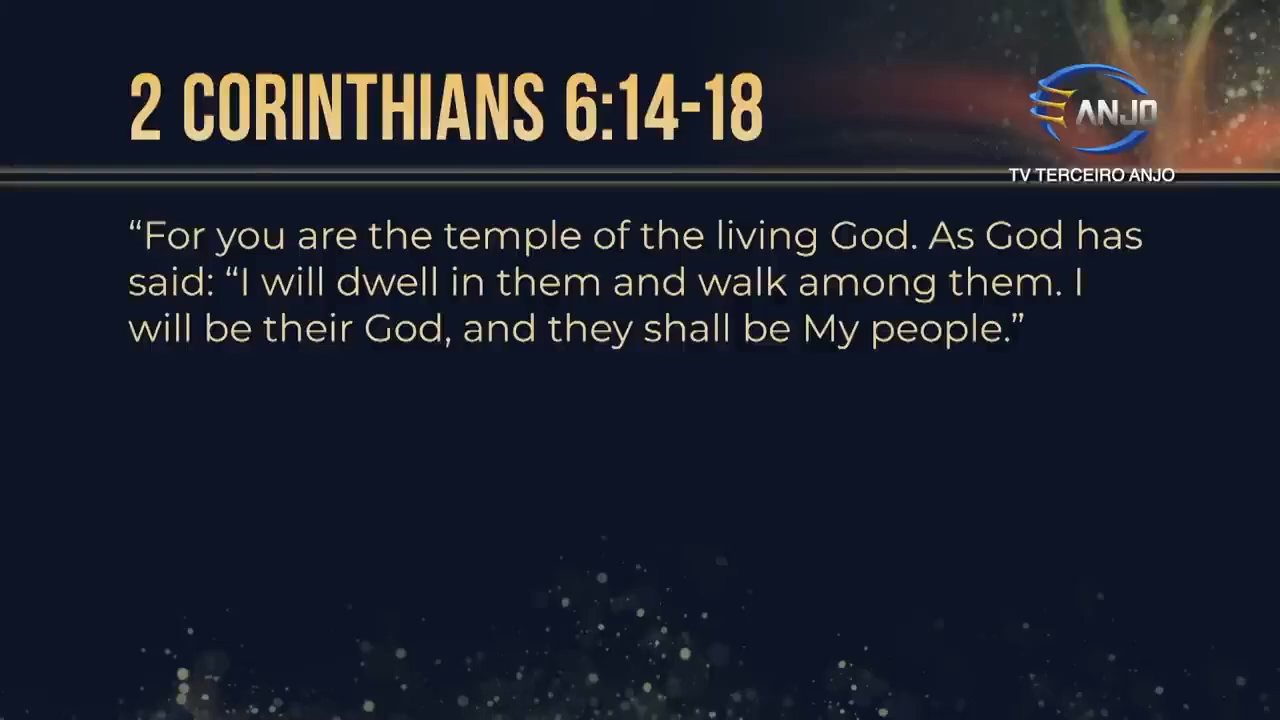 2 CORINTHIANS 6:14-18
ANJO
TV TERCEIRO ANJO
“For you are the temple of the living God. As God has
said: “I will dwell in them and walk among them. I
will be their God, and they shall be My people.”